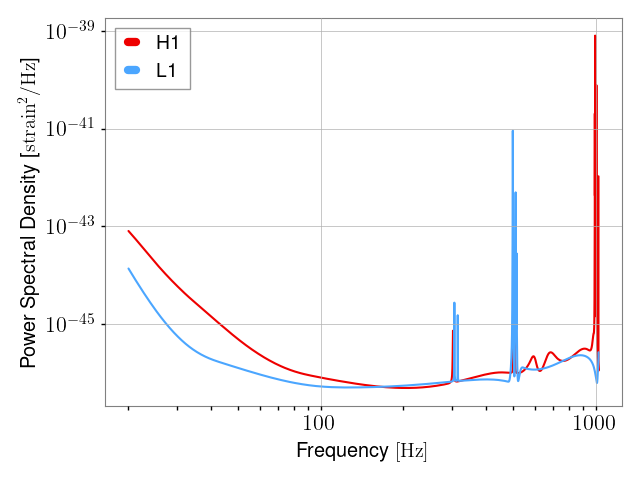 10⁻³⁹
10⁻⁴¹
10⁻⁴³
10⁻⁴⁵
Power Spectral Density [strain²/Hz]
H1
L1
100
1000
Frequency [Hz]